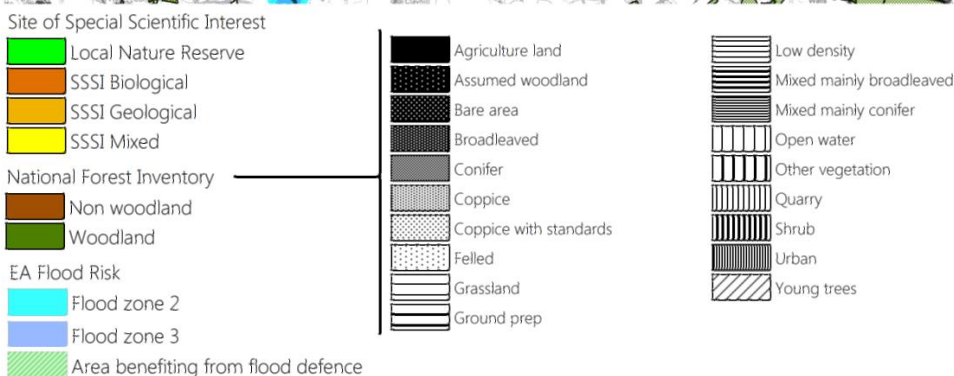 Site of Special Scientific Interest
Local Nature Reserve
SSSI Biological
SSSI Geological
SSSI Mixed
National Forest Inventory
Non woodland
Woodland
EA Flood Risk
Flood zone 2
Flood zone 3
Area benefiting from flood defence
Agriculture land
Assumed woodland
Bare area
Broadleaved
Conifer
Coppice
Coppice with standards
Felled
Grassland
Ground prep
Low density
Mixed mainly broadleaved
Mixed mainly conifer
Open water
Other vegetation
Quarry
Shrub
Urban
Young trees